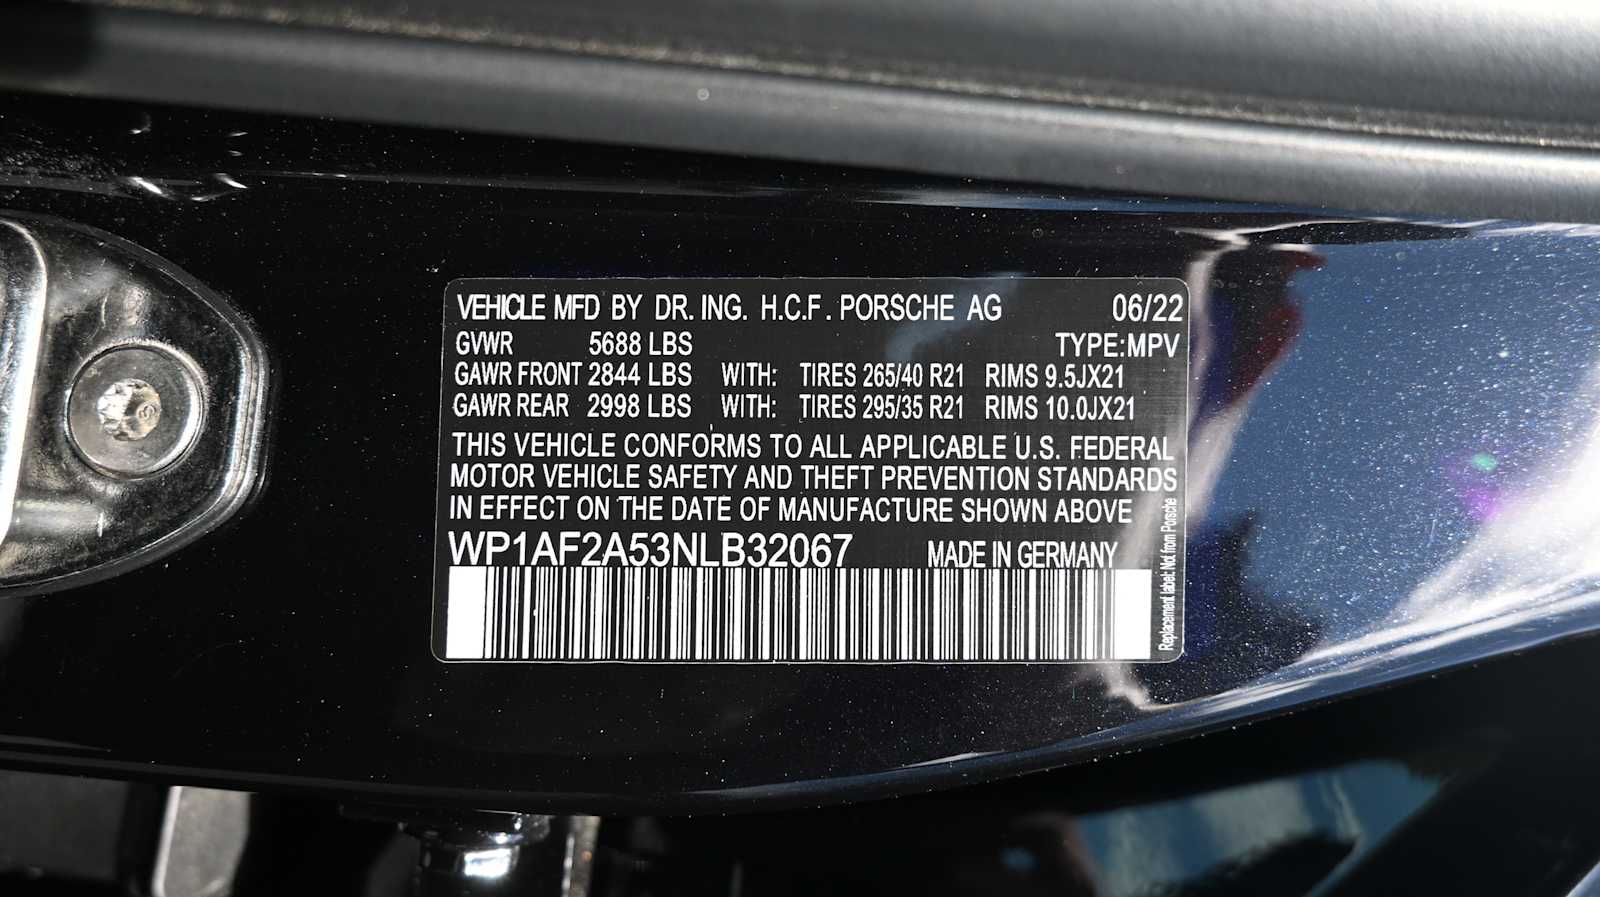 VEHICLE MFD BY DR. ING. H.C.F. PORSCHE AG 06/22
GVWR 5688 LBS TYPE:MPV
GAWR FRONT 2844 LBS WITH: TIRES 265/40 R21 RIMS 9.5JX21
GAWR REAR 2998 LBS WITH: TIRES 295/35 R21 RIMS 10.0JX21
THIS VEHICLE CONFORMS TO ALL APPLICABLE U.S. FEDERAL
MOTOR VEHICLE SAFETY AND THEFT PREVENTION STANDARDS
IN EFFECT ON THE DATE OF MANUFACTURE SHOWN ABOVE
WP1AF2A53NLB32067 MADE IN GERMANY
Replacement label: Not from Porsche